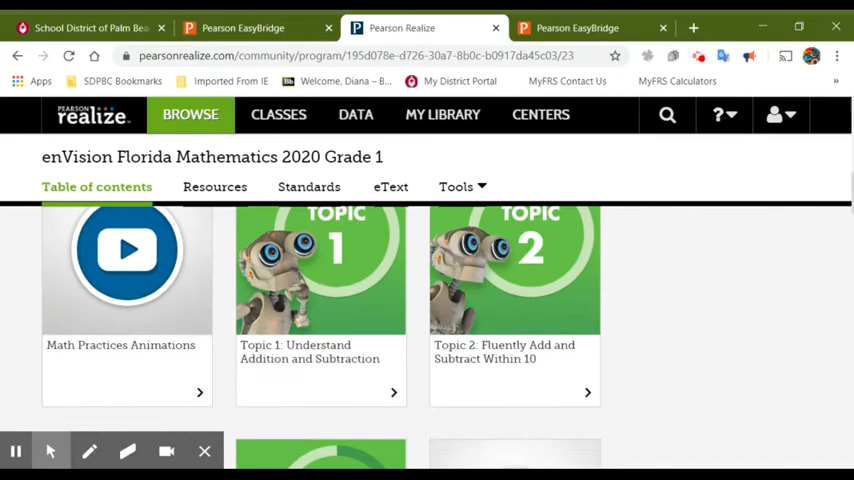 School District of Palm Bea
Pearson EasyBridge
Pearson Realize
Pearson EasyBridge
pearsonrealize.com/community/program/195d078e-d726-30a7-8b0c-b0917da45c03/23
Apps
SDPBC Bookmarks
Imported From IE
Bb
Welcome, Diana – B...
My District Portal
MyFRS Contact Us
MyFRS Calculators
PEARSON
realize™
BROWSE
CLASSES
DATA
MY LIBRARY
CENTERS
?
enVision Florida Mathematics 2020 Grade 1
Table of contents
Resources
Standards
eText
Tools
TOPIC
1
TOPIC
2
Math Practices Animations
Topic 1: Understand
Addition and Subtraction
Topic 2: Fluently Add and
Subtract Within 10